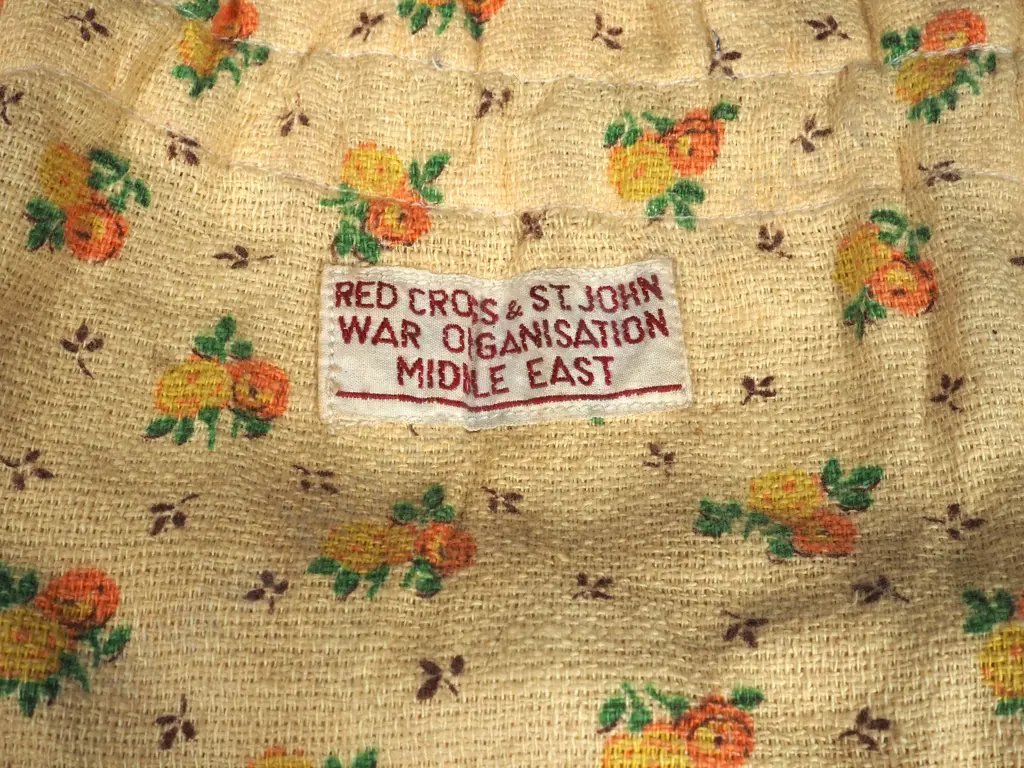 RED CROSS & ST. JOHN
WAR ORGANISATION
MIDDLE EAST